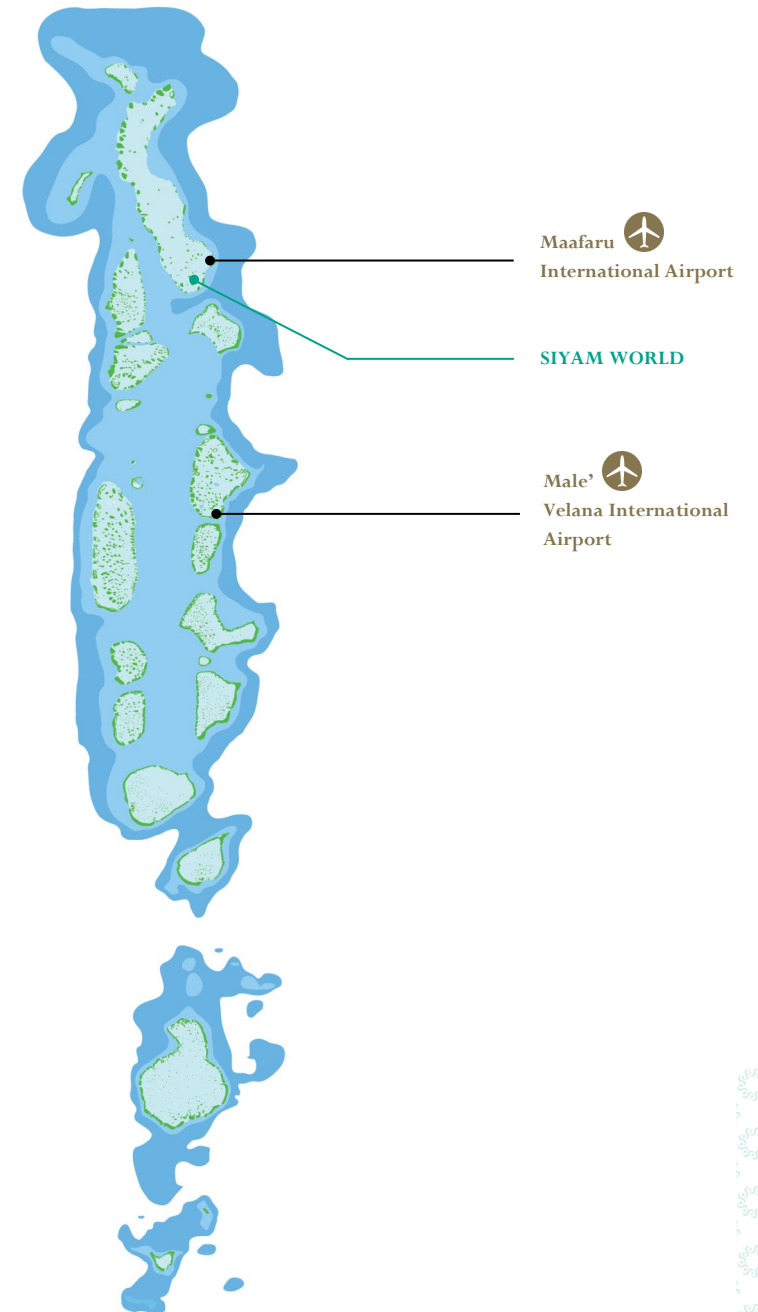 Maafaru
International Airport
SIYAM WORLD
Male’
Velana International
Airport